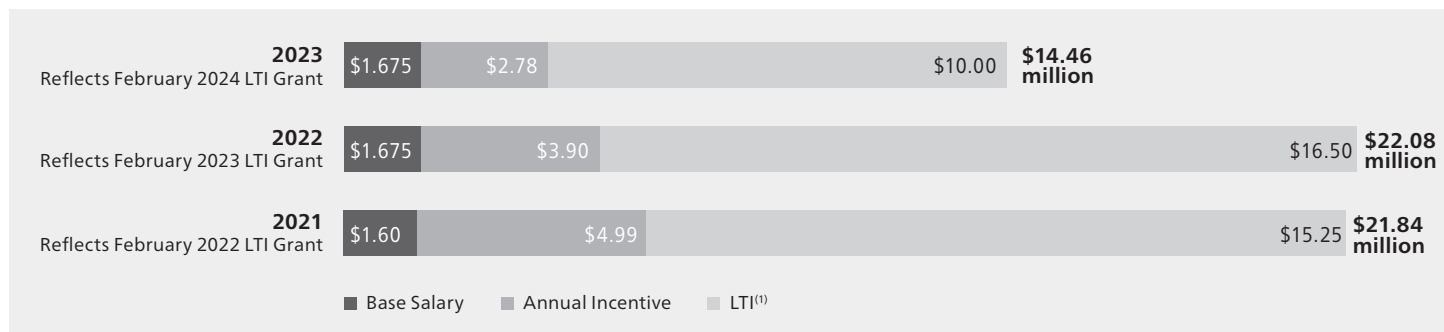 2023
Reflects February 2024 LTI Grant
$1.675 $2.78 $10.00 $14.46
million
2022
Reflects February 2023 LTI Grant
$1.675 $3.90 $16.50 $22.08
million
2021
Reflects February 2022 LTI Grant
$1.60 $4.99 $15.25 $21.84
million
Base Salary Annual Incentive LTI(1)